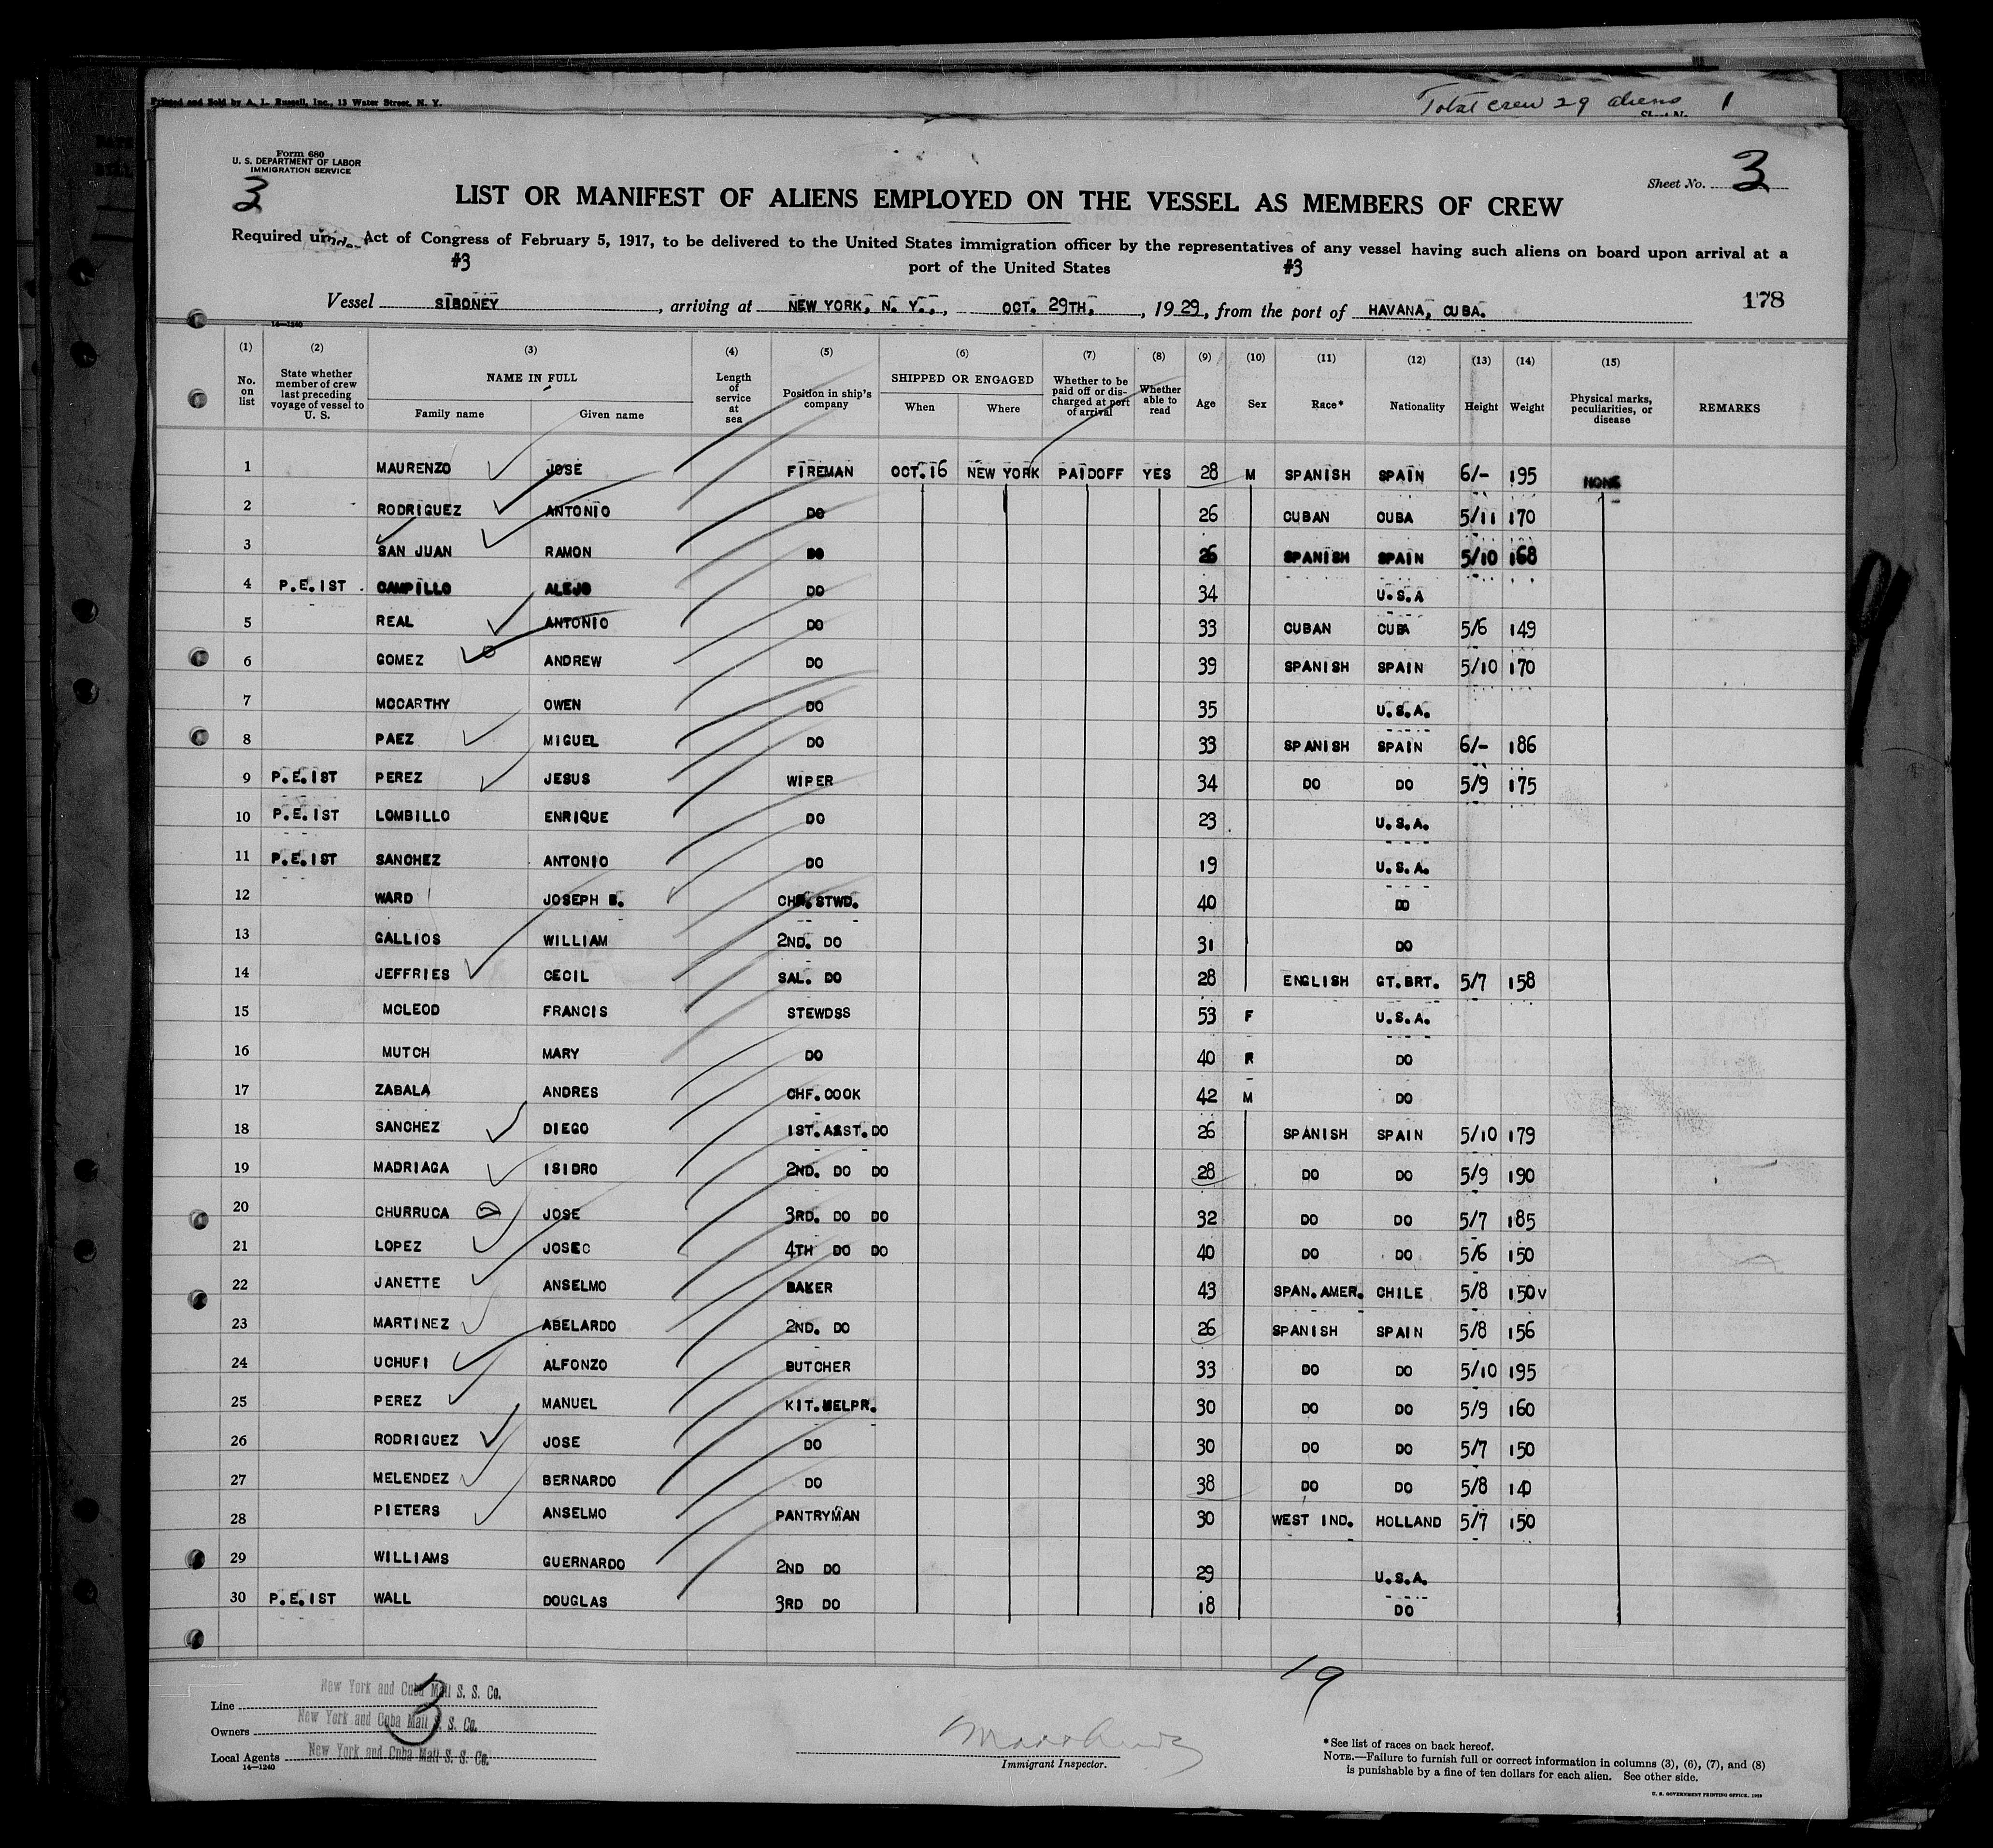 Printed and Sold by A. L. Russell, Inc., 13 Water Street, N. Y.
Total crew 29 aliens 1
Form 680
U. S. DEPARTMENT OF LABOR
IMMIGRATION SERVICE
3
Sheet No. 3
LIST OR MANIFEST OF ALIENS EMPLOYED ON THE VESSEL AS MEMBERS OF CREW
Required under Act of Congress of February 5, 1917, to be delivered to the United States immigration officer by the representatives of any vessel having such aliens on board upon arrival at a
port of the United States
#3 #3
Vessel SIBONEY, arriving at NEW YORK, N. Y., OCT. 29TH, 1929, from the port of HAVANA, CUBA.
178
14—1240
(1) (2) (3) (4) (5) (6) (7) (8) (9) (10) (11) (12) (13) (14) (15)
No. on list State whether member of crew last preceding voyage of vessel to U. S. NAME IN FULL Family name Given name Length of service at sea Position in ship's company SHIPPED OR ENGAGED When Where Whether to be paid off or discharged at port of arrival Whether able to read Age Sex Race* Nationality Height Weight Physical marks, peculiarities, or disease REMARKS
1 MAURENZO JOSE FIREMAN OCT.16 NEW YORK PAIDOFF YES 28 M SPANISH SPAIN 6/- 195 NONE
2 RODRIGUEZ ANTONIO DO 26 CUBAN CUBA 5/11 170
3 SAN JUAN RAMON DO 26 SPANISH SPAIN 5/10 168
4 P.E.IST CAMPILLO ALEJO DO 34 U.S.A
5 REAL ANTONIO DO 33 CUBAN CUBA 5/6 149
6 GOMEZ ANDREW DO 39 SPANISH SPAIN 5/10 170
7 MCCARTHY OWEN DO 35 U.S.A.
8 PAEZ MIGUEL DO 33 SPANISH SPAIN 6/- 186
9 P.E.IST PEREZ JESUS WIPER 34 DO DO 5/9 175
10 P.E.IST LOMBILLO ENRIQUE DO 23 U.S.A.
11 P.E.IST SANCHEZ ANTONIO DO 19 U.S.A.
12 WARD JOSEPH E. CHF.STWD. 40 DO
13 GALLIOS WILLIAM 2ND. DO 31 DO
14 JEFFRIES CECIL SAL. DO 28 ENGLISH GT.BRT. 5/7 158
15 MCLEOD FRANCIS STEWDSS 53 F U.S.A.
16 MUTCH MARY DO 40 F DO
17 ZABALA ANDRES CHF.COOK 42 M DO
18 SANCHEZ DIEGO 1ST.ASST.DO 26 SPANISH SPAIN 5/10 179
19 MADRIAGA ISIDRO 2ND. DO DO 28 DO DO 5/9 190
20 CHURRUCA JOSE 3RD. DO DO 32 DO DO 5/7 185
21 LOPEZ JOSEC 4TH DO DO 40 DO DO 5/6 150
22 JANETTE ANSELMO BAKER 43 SPAN.AMER. CHILE 5/8 150v
23 MARTINEZ ABELARDO 2ND. DO 26 SPANISH SPAIN 5/8 156
24 UCHUFI ALFONZO BUTCHER 33 DO DO 5/10 195
25 PEREZ MANUEL KIT.HELPR. 30 DO DO 5/9 160
26 RODRIGUEZ JOSE DO 30 DO DO 5/7 150
27 MELENDEZ BERNARDO DO 38 DO DO 5/8 140
28 PIETERS ANSELMO PANTRYMAN 30 WEST IND. HOLLAND 5/7 150
29 WILLIAMS GUERNARDO 2ND DO 29 U.S.A.
30 P.E.IST WALL DOUGLAS 3RD DO 18 DO
19
Line New York and Cuba Mail S. S. Co.
Owners New York and Cuba Mail S. S. Co.
Local Agents New York and Cuba Mail S. S. Co.
3
14—1240
Immigrant Inspector.
*See list of races on back hereof.
NOTE.—Failure to furnish full or correct information in columns (3), (6), (7), and (8)
is punishable by a fine of ten dollars for each alien. See other side.
U. S. GOVERNMENT PRINTING OFFICE. 1929